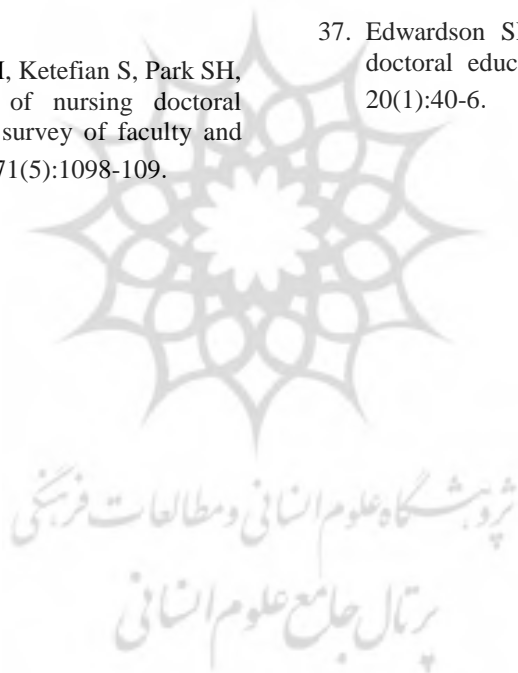 , Ketefian S, Park SH,
of nursing doctoral
survey of faculty and
71(5):1098-109.
37. Edwardson
doctoral
20(1):40-6.
پژوهشگاه علوم انسانی و مطالعات فرهنگی
پرتال جامع علوم انسانی